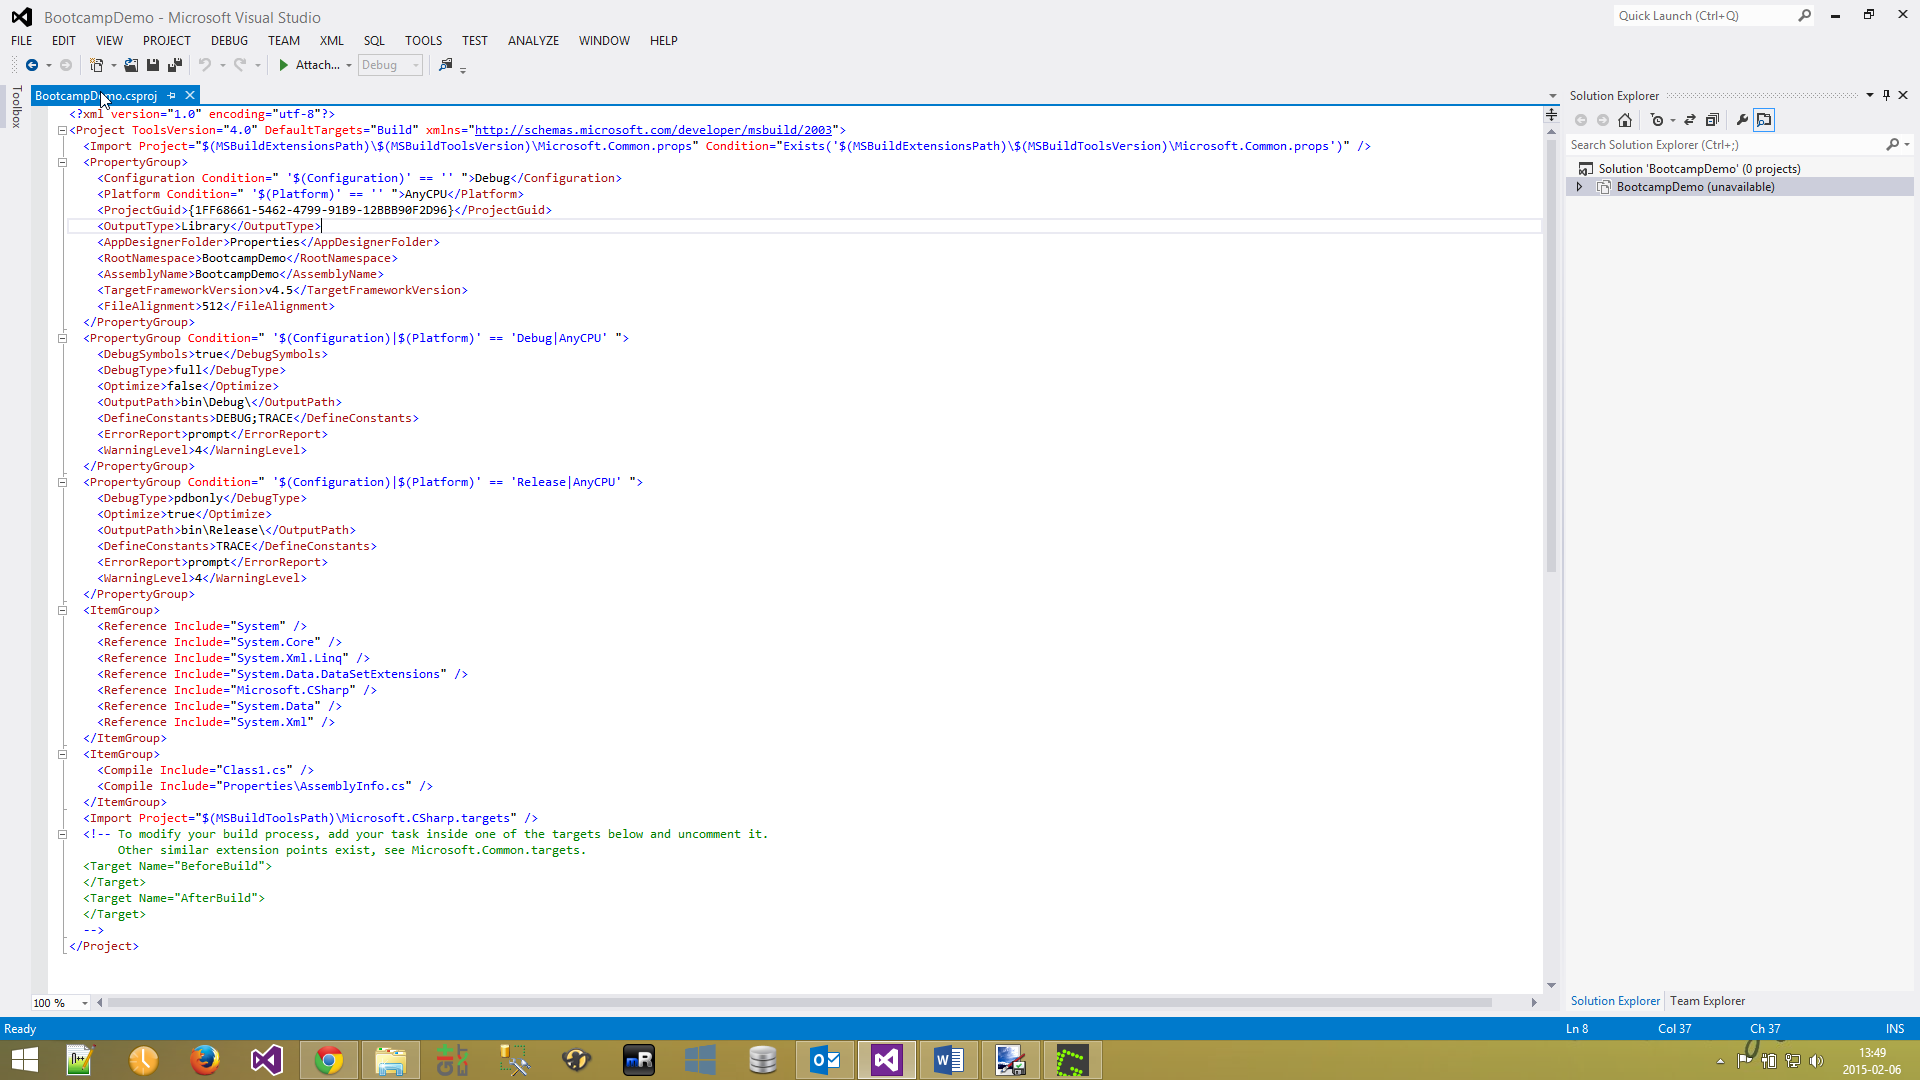 BootcampDemo - Microsoft Visual Studio
Quick Launch (Ctrl+Q)
FILE EDIT VIEW PROJECT DEBUG TEAM XML SQL TOOLS TEST ANALYZE WINDOW HELP
Attach... Debug
Toolbox
BootcampDemo.csproj
<?xml version="1.0" encoding="utf-8"?>
<Project ToolsVersion="4.0" DefaultTargets="Build" xmlns="http://schemas.microsoft.com/developer/msbuild/2003">
<Import Project="$(MSBuildExtensionsPath)\$(MSBuildToolsVersion)\Microsoft.Common.props" Condition="Exists('$(MSBuildExtensionsPath)\$(MSBuildToolsVersion)\Microsoft.Common.props')" />
<PropertyGroup>
<Configuration Condition=" '$(Configuration)' == '' ">Debug</Configuration>
<Platform Condition=" '$(Platform)' == '' ">AnyCPU</Platform>
<ProjectGuid>{1FF68661-5462-4799-91B9-12BBB90F2D96}</ProjectGuid>
<OutputType>Library</OutputType>
<AppDesignerFolder>Properties</AppDesignerFolder>
<RootNamespace>BootcampDemo</RootNamespace>
<AssemblyName>BootcampDemo</AssemblyName>
<TargetFrameworkVersion>v4.5</TargetFrameworkVersion>
<FileAlignment>512</FileAlignment>
</PropertyGroup>
<PropertyGroup Condition=" '$(Configuration)|$(Platform)' == 'Debug|AnyCPU' ">
<DebugSymbols>true</DebugSymbols>
<DebugType>full</DebugType>
<Optimize>false</Optimize>
<OutputPath>bin\Debug\</OutputPath>
<DefineConstants>DEBUG;TRACE</DefineConstants>
<ErrorReport>prompt</ErrorReport>
<WarningLevel>4</WarningLevel>
</PropertyGroup>
<PropertyGroup Condition=" '$(Configuration)|$(Platform)' == 'Release|AnyCPU' ">
<DebugType>pdbonly</DebugType>
<Optimize>true</Optimize>
<OutputPath>bin\Release\</OutputPath>
<DefineConstants>TRACE</DefineConstants>
<ErrorReport>prompt</ErrorReport>
<WarningLevel>4</WarningLevel>
</PropertyGroup>
<ItemGroup>
<Reference Include="System" />
<Reference Include="System.Core" />
<Reference Include="System.Xml.Linq" />
<Reference Include="System.Data.DataSetExtensions" />
<Reference Include="Microsoft.CSharp" />
<Reference Include="System.Data" />
<Reference Include="System.Xml" />
</ItemGroup>
<ItemGroup>
<Compile Include="Class1.cs" />
<Compile Include="Properties\AssemblyInfo.cs" />
</ItemGroup>
<Import Project="$(MSBuildToolsPath)\Microsoft.CSharp.targets" />
<!-- To modify your build process, add your task inside one of the targets below and uncomment it.
Other similar extension points exist, see Microsoft.Common.targets.
<Target Name="BeforeBuild">
</Target>
<Target Name="AfterBuild">
</Target>
-->
</Project>
100 %
Solution Explorer
Search Solution Explorer (Ctrl+;)
Solution 'BootcampDemo' (0 projects)
BootcampDemo (unavailable)
Solution Explorer Team Explorer
Ready Ln 8 Col 37 Ch 37 INS
13:49
2015-02-06